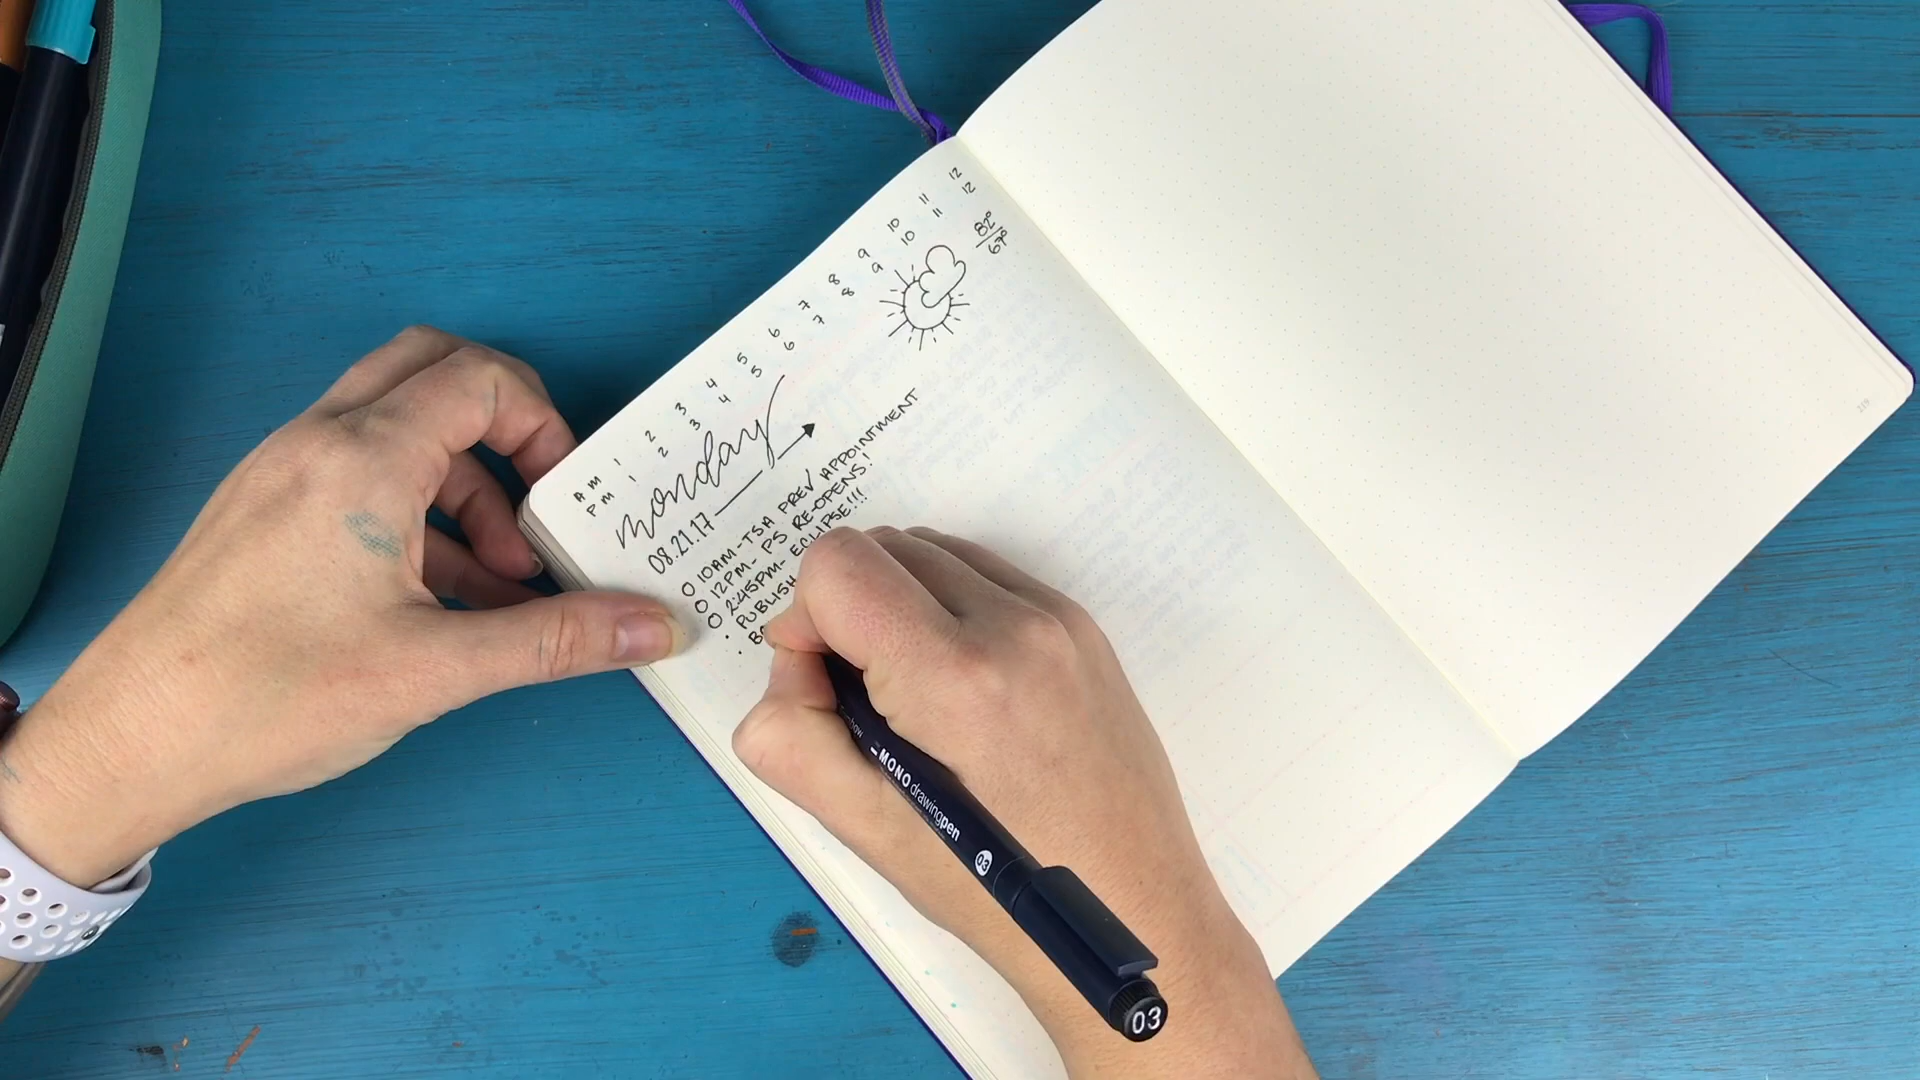 AM 1 2 3 4 5 6 7 8 9 10 11 12
PM 1 2 3 4 5 6 7 8 9 10 11 12
82°/67°
monday
08.21.17
O 10AM-TSA PREV APPOINTMENT
O 12PM- PS RE-OPENS!
O 2:45PM- ECLIPSE!!!
· PUBLISH
Tombow
MONO drawingpen
03
03